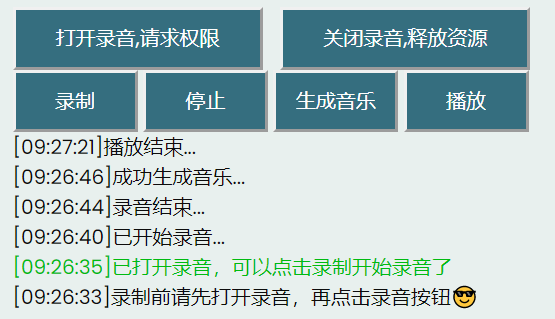 打开录音,请求权限 关闭录音,释放资源
录制 停止 生成音乐 播放
[09:27:21]播放结束...
[09:26:46]成功生成音乐...
[09:26:44]录音结束...
[09:26:40]已开始录音...
[09:26:35]已打开录音，可以点击录制开始录音了
[09:26:33]录制前请先打开录音，再点击录音按钮😎